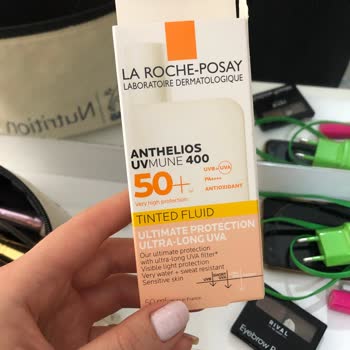 LA ROCHE-POSAY
LABORATOIRE DERMATOLOGIQUE
ANTHELIOS
UVMUNE 400
50+
Very high protection
UVB+UVA
PA++++
ANTIOXIDANT
TINTED FLUID
ULTIMATE PROTECTION
ULTRA-LONG UVA
Our ultimate protection
with ultra-long UVA filter*
Visible light protection
Very water + sweat resistant
Sensitive skin
Nutrition
RIVAL
Eyebrow